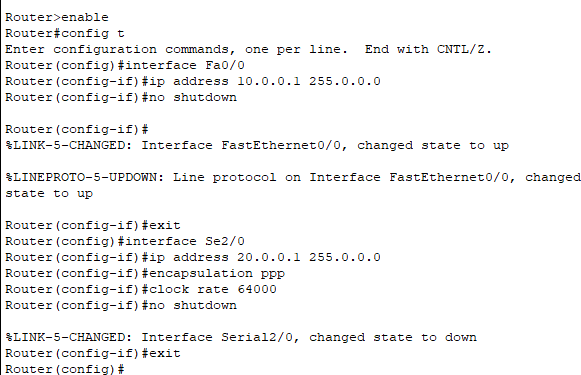 Router>enable
Router#config t
Enter configuration commands, one per line.  End with CNTL/Z.
Router(config)#interface Fa0/0
Router(config-if)#ip address 10.0.0.1 255.0.0.0
Router(config-if)#no shutdown
Router(config-if)#
%LINK-5-CHANGED: Interface FastEthernet0/0, changed state to up
%LINEPROTO-5-UPDOWN: Line protocol on Interface FastEthernet0/0, changed
state to up
Router(config-if)#exit
Router(config)#interface Se2/0
Router(config-if)#ip address 20.0.0.1 255.0.0.0
Router(config-if)#encapsulation ppp
Router(config-if)#clock rate 64000
Router(config-if)#no shutdown
%LINK-5-CHANGED: Interface Serial2/0, changed state to down
Router(config-if)#exit
Router(config)#